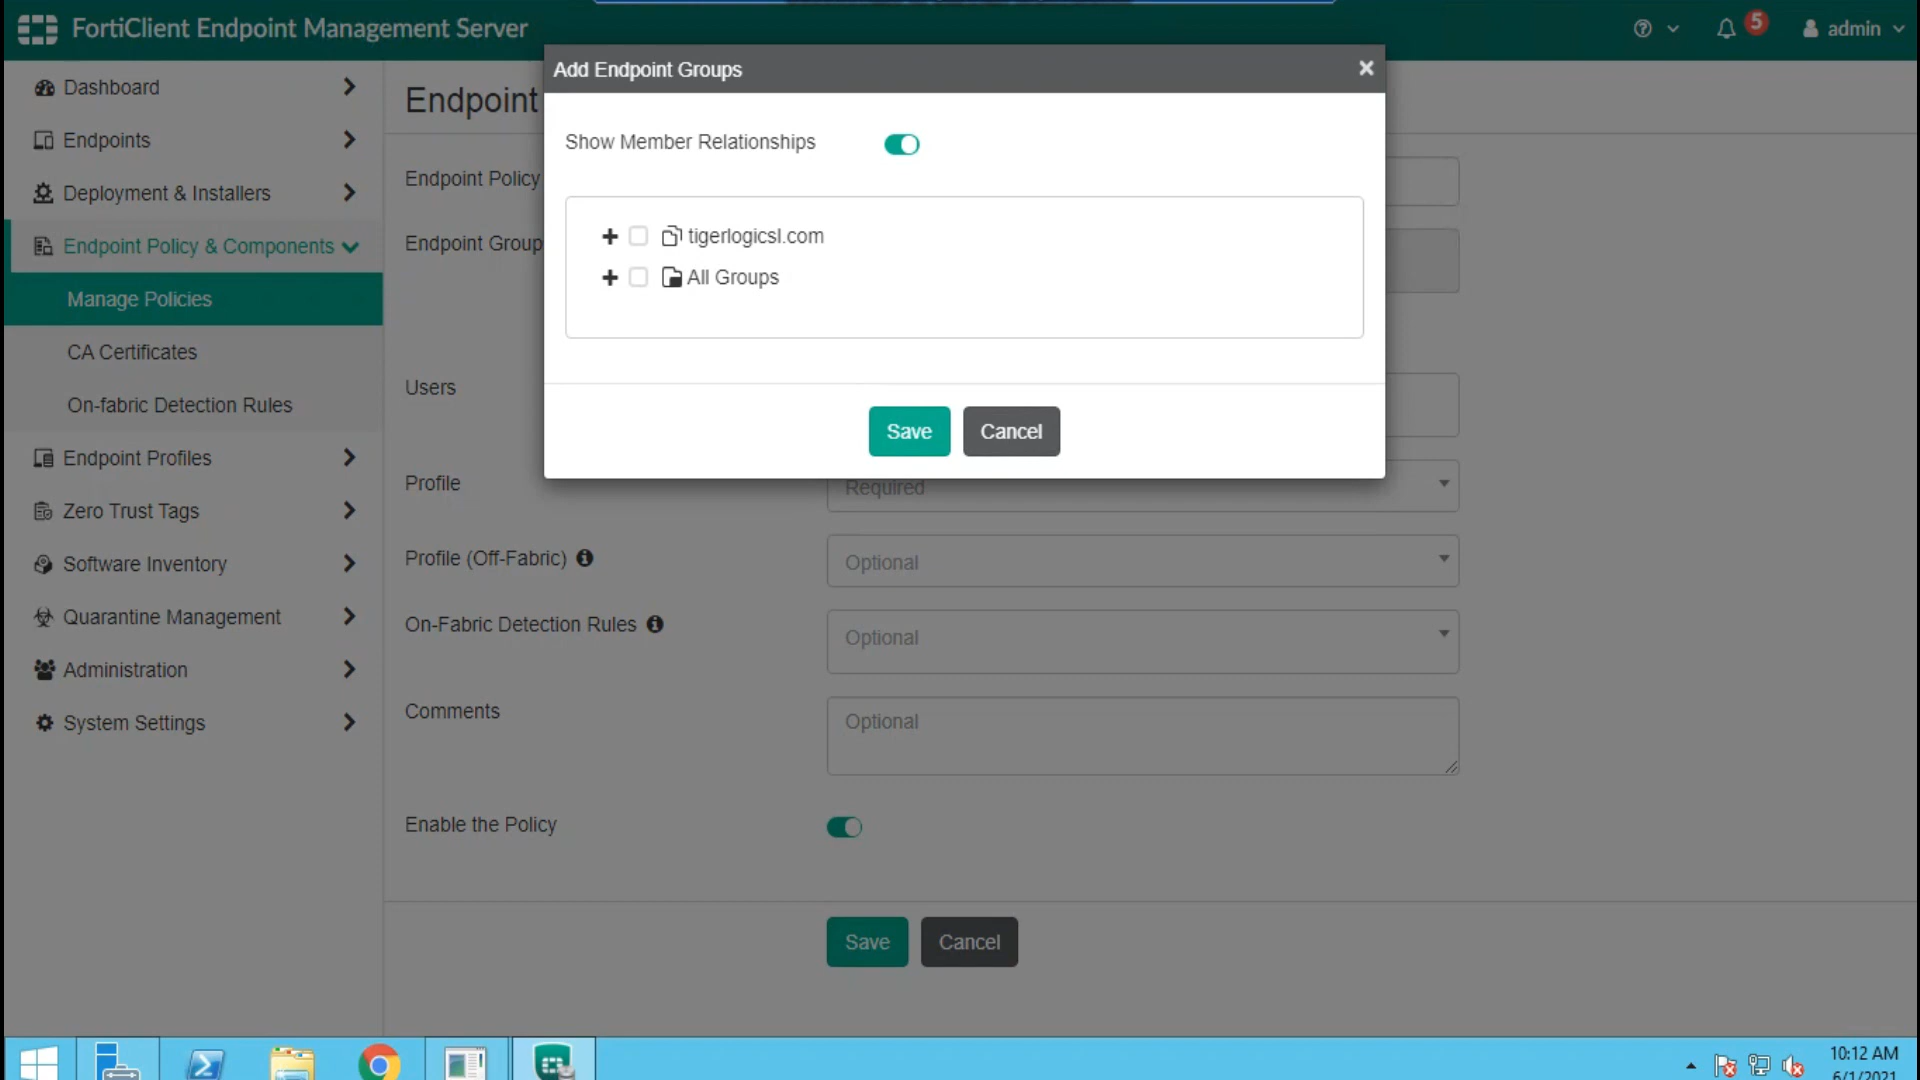 FortiClient Endpoint Management Server
5
admin
Add Endpoint Groups
Dashboard
Endpoint
Show Member Relationships
Endpoints
Endpoint Policy
Deployment & Installers
tigerlogicsl.com
Endpoint Policy & Components
Endpoint Group
All Groups
Manage Policies
CA Certificates
Users
On-fabric Detection Rules
Save
Cancel
Endpoint Profiles
Profile
Required
Zero Trust Tags
Profile (Off-Fabric)
Optional
Software Inventory
Quarantine Management
On-Fabric Detection Rules
Optional
Administration
Comments
Optional
System Settings
Enable the Policy
Save
Cancel
10:12 AM
6/1/2021